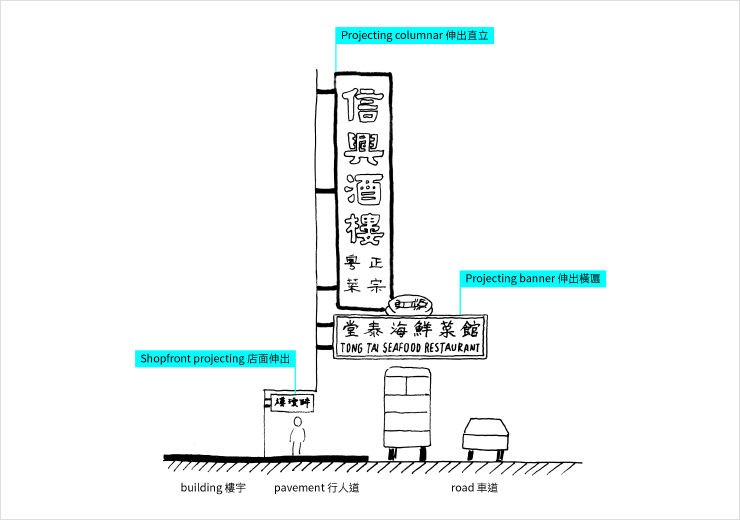 Projecting columnar 伸出直立
信興酒樓
正宗
粵菜
Projecting banner 伸出橫匾
堂泰海鮮菜館
TONG TAI SEAFOOD RESTAURANT
Shopfront projecting 店面伸出
building 樓宇
pavement 行人道
road 車道